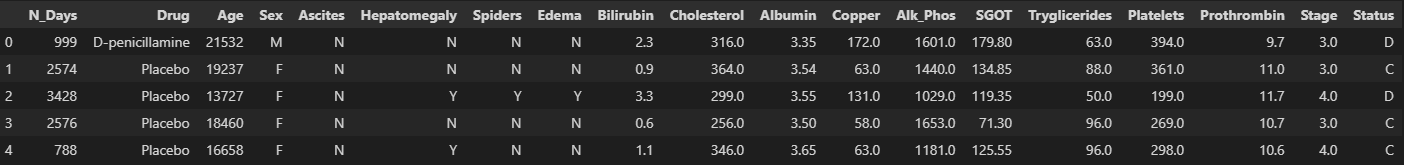 N_Days Drug Age Sex Ascites Hepatomegaly Spiders Edema Bilirubin Cholesterol Albumin Copper Alk_Phos SGOT Tryglicerides Platelets Prothrombin Stage Status
0 999 D-penicillamine 21532 M N N N N 2.3 316.0 3.35 172.0 1601.0 179.80 63.0 394.0 9.7 3.0 D
1 2574 Placebo 19237 F N N N N 0.9 364.0 3.54 63.0 1440.0 134.85 88.0 361.0 11.0 3.0 C
2 3428 Placebo 13727 F N Y Y Y 3.3 299.0 3.55 131.0 1029.0 119.35 50.0 199.0 11.7 4.0 D
3 2576 Placebo 18460 F N N N N 0.6 256.0 3.50 58.0 1653.0 71.30 96.0 269.0 10.7 3.0 C
4 788 Placebo 16658 F N Y N N 1.1 346.0 3.65 63.0 1181.0 125.55 96.0 298.0 10.6 4.0 C